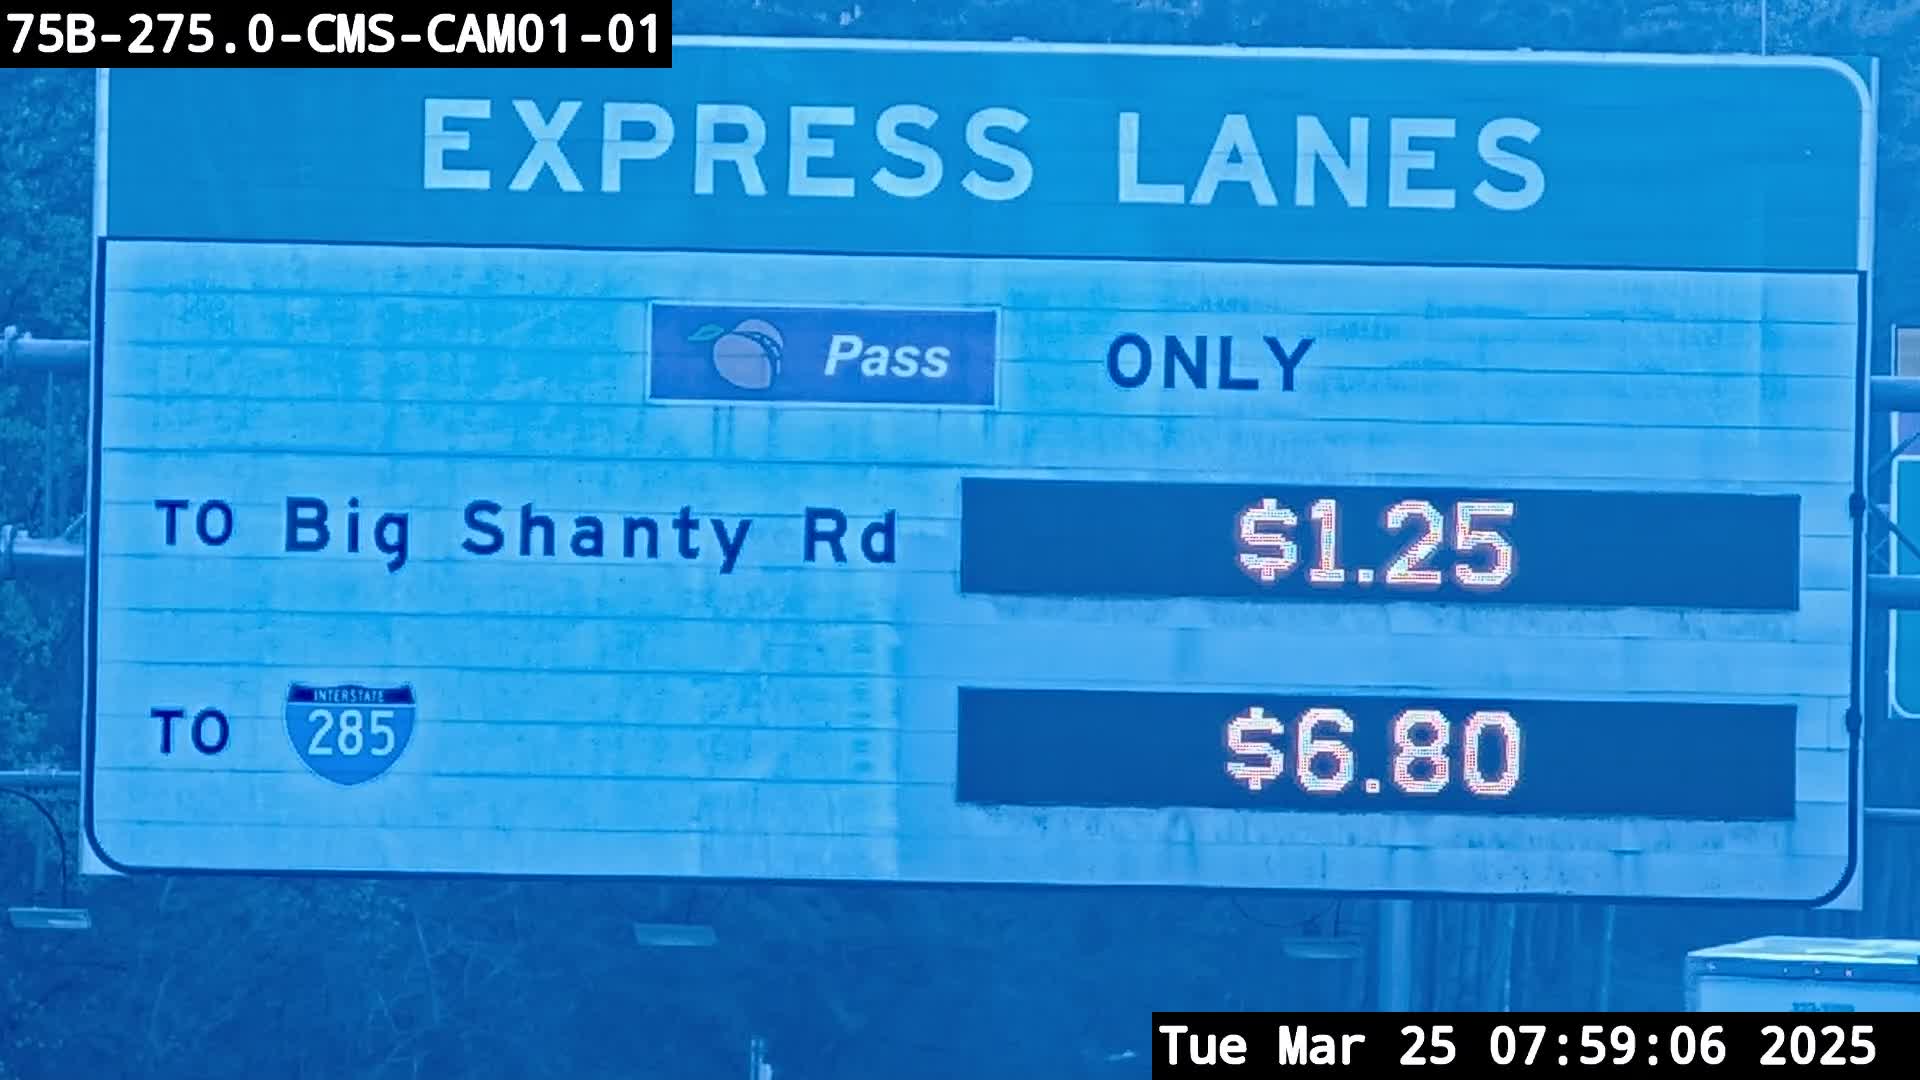 75B-275.0-CMS-CAM01-01
EXPRESS LANES
Pass ONLY
TO Big Shanty Rd $1.25
INTERSTATE
TO 285 $6.80
Tue Mar 25 07:59:06 2025